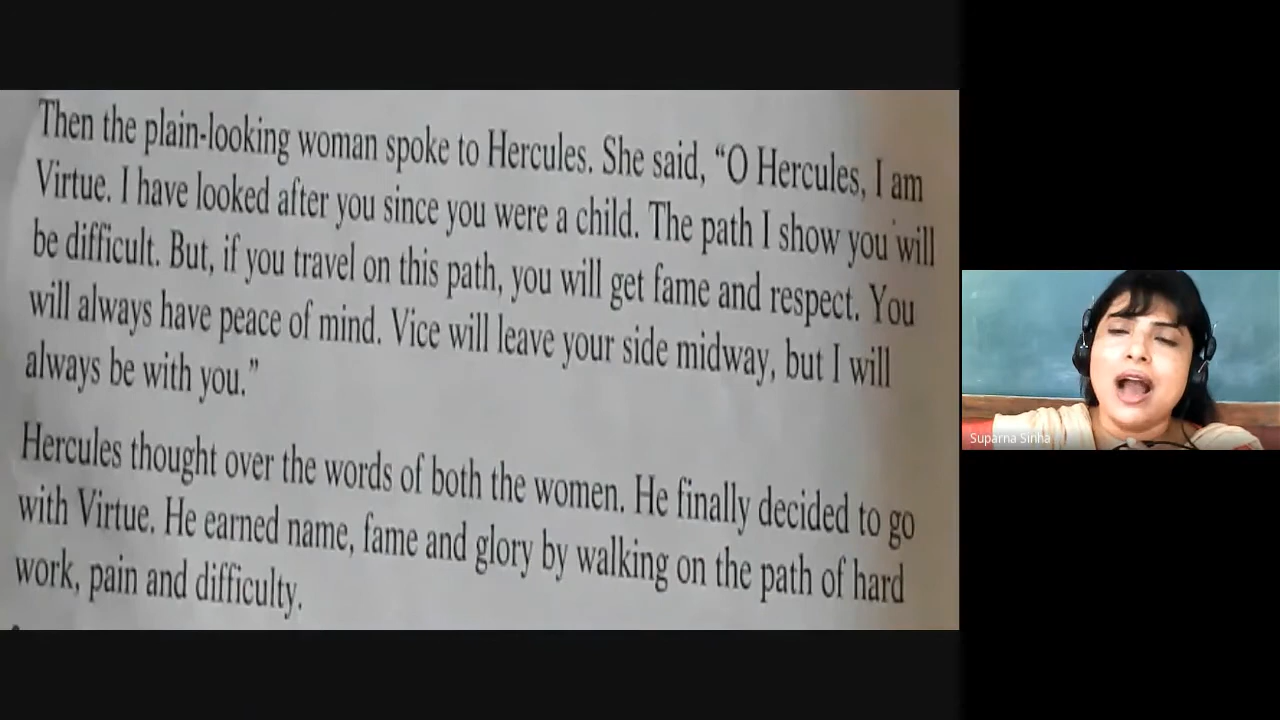 Then the plain-looking woman spoke to Hercules. She said, “O Hercules, I am
Virtue. I have looked after you since you were a child. The path I show you will
be difficult. But, if you travel on this path, you will get fame and respect. You
will always have peace of mind. Vice will leave your side midway, but I will
always be with you.”
Hercules thought over the words of both the women. He finally decided to go
with Virtue. He earned name, fame and glory by walking on the path of hard
work, pain and difficulty.
Suparna Sinha